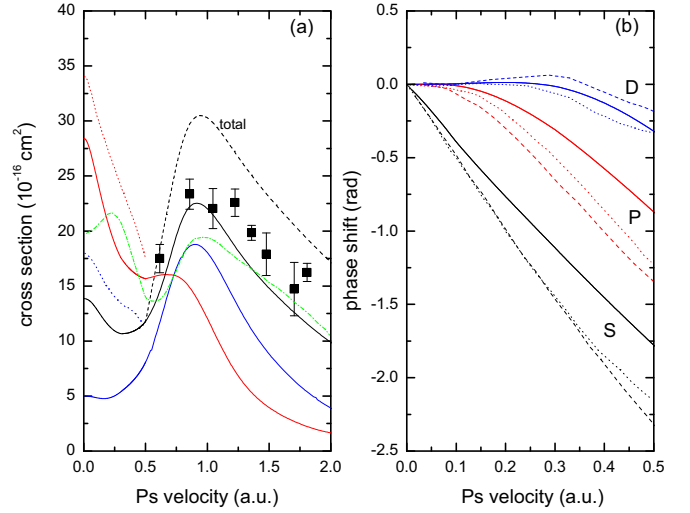 (a)
(b)
40
35
30
25
20
15
10
5
0
cross section (10⁻¹⁶ cm²)
total
0.0 0.5 1.0 1.5 2.0
Ps velocity (a.u.)
0.0
-0.5
-1.0
-1.5
-2.0
-2.5
phase shift (rad)
D
P
S
0.0 0.1 0.2 0.3 0.4 0.5
Ps velocity (a.u.)